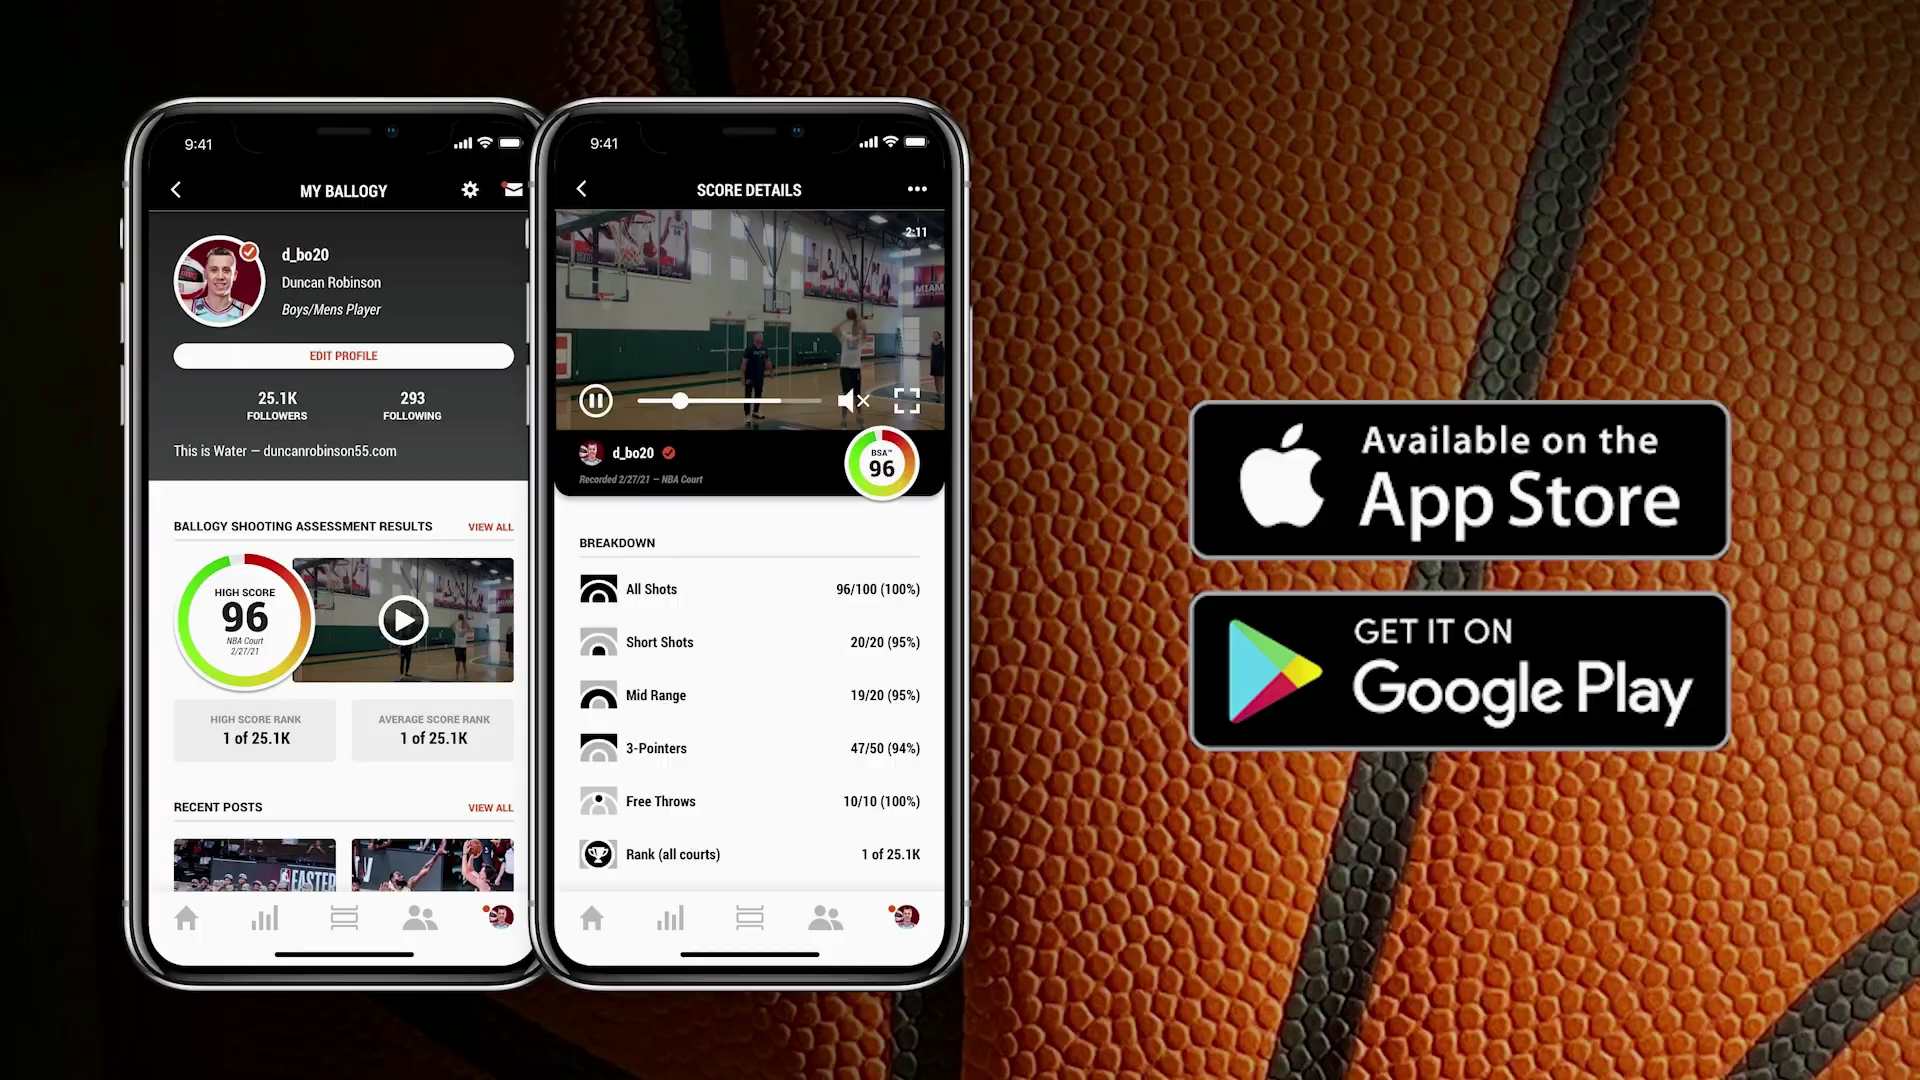 9:41
MY BALLOGY
d_bo20
Duncan Robinson
Boys/Mens Player
EDIT PROFILE
25.1K 293
FOLLOWERS FOLLOWING
This is Water — duncanrobinson55.com
BALLOGY SHOOTING ASSESSMENT RESULTS VIEW ALL
HIGH SCORE
96
NBA Court
2/27/21
HIGH SCORE RANK AVERAGE SCORE RANK
1 of 25.1K 1 of 25.1K
RECENT POSTS VIEW ALL
EASTER
9:41
SCORE DETAILS
2:11
MIAMI
d_bo20
Recorded 2/27/21 — NBA Court
BSA™
96
BREAKDOWN
All Shots 96/100 (100%)
Short Shots 20/20 (95%)
Mid Range 19/20 (95%)
3-Pointers 47/50 (94%)
Free Throws 10/10 (100%)
Rank (all courts) 1 of 25.1K
Available on the
App Store
GET IT ON
Google Play